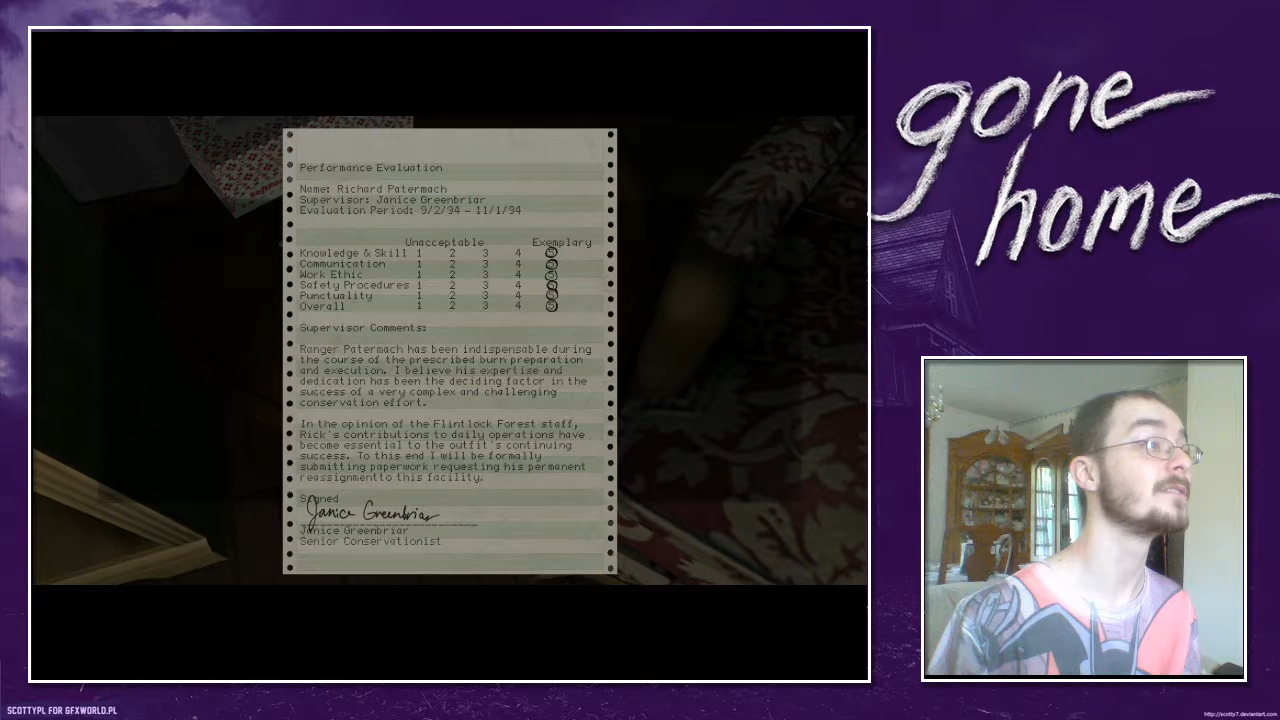 gone
home
Performance Evaluation
Name: Richard Patermach
Supervisor: Janice Greenbriar
Evaluation Period: 9/2/94 - 11/1/94
Unacceptable Exemplary
Knowledge & Skill 1 2 3 4 5
Communication 1 2 3 4 5
Work Ethic 1 2 3 4 5
Safety Procedures 1 2 3 4 5
Punctuality 1 2 3 4 5
Overall 1 2 3 4 5
Supervisor Comments:
Ranger Patermach has been indispensable during
the course of the prescribed burn preparation
and execution. I believe his expertise and
dedication has been the deciding factor in the
success of a very complex and challenging
conservation effort.
In the opinion of the Flintlock Forest staff,
Rick's contributions to daily operations have
become essential to the outfit's continuing
success. To this end I will be formally
submitting paperwork requesting his permanent
reassignmentto this facility.
Signed
Janice Greenbriar
Janice Greenbriar
Senior Conservationist
SCOTTYPL FOR GFXWORLD.PL
http://scotty7.deviantart.com